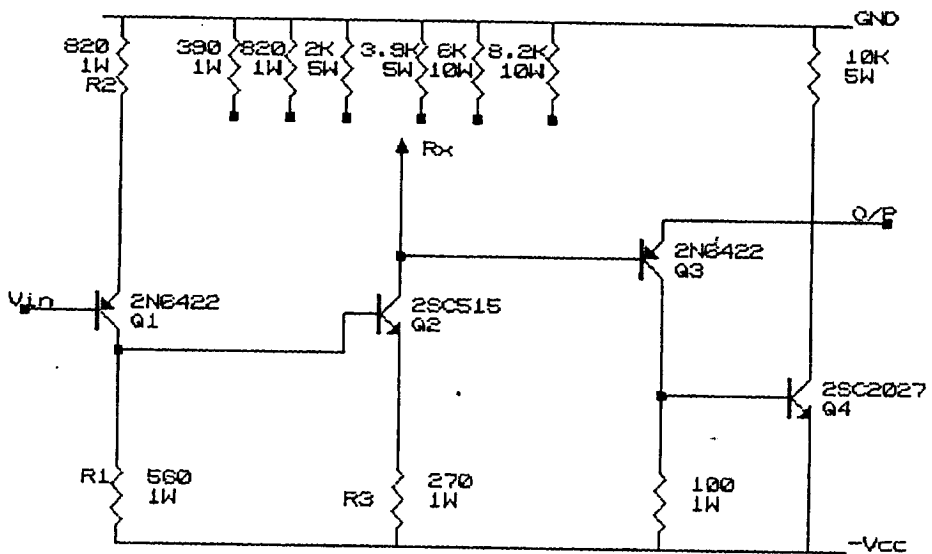 GND
820
1W
R2
390
1W
820
1W
2K
5W
3.9K
5W
6K
10W
8.2K
10W
10K
5W
Rx
O/P
2N6422
Q3
Vin
2N6422
Q1
2SC515
Q2
2SC2027
Q4
R1
560
1W
R3
270
1W
100
1W
-Vcc